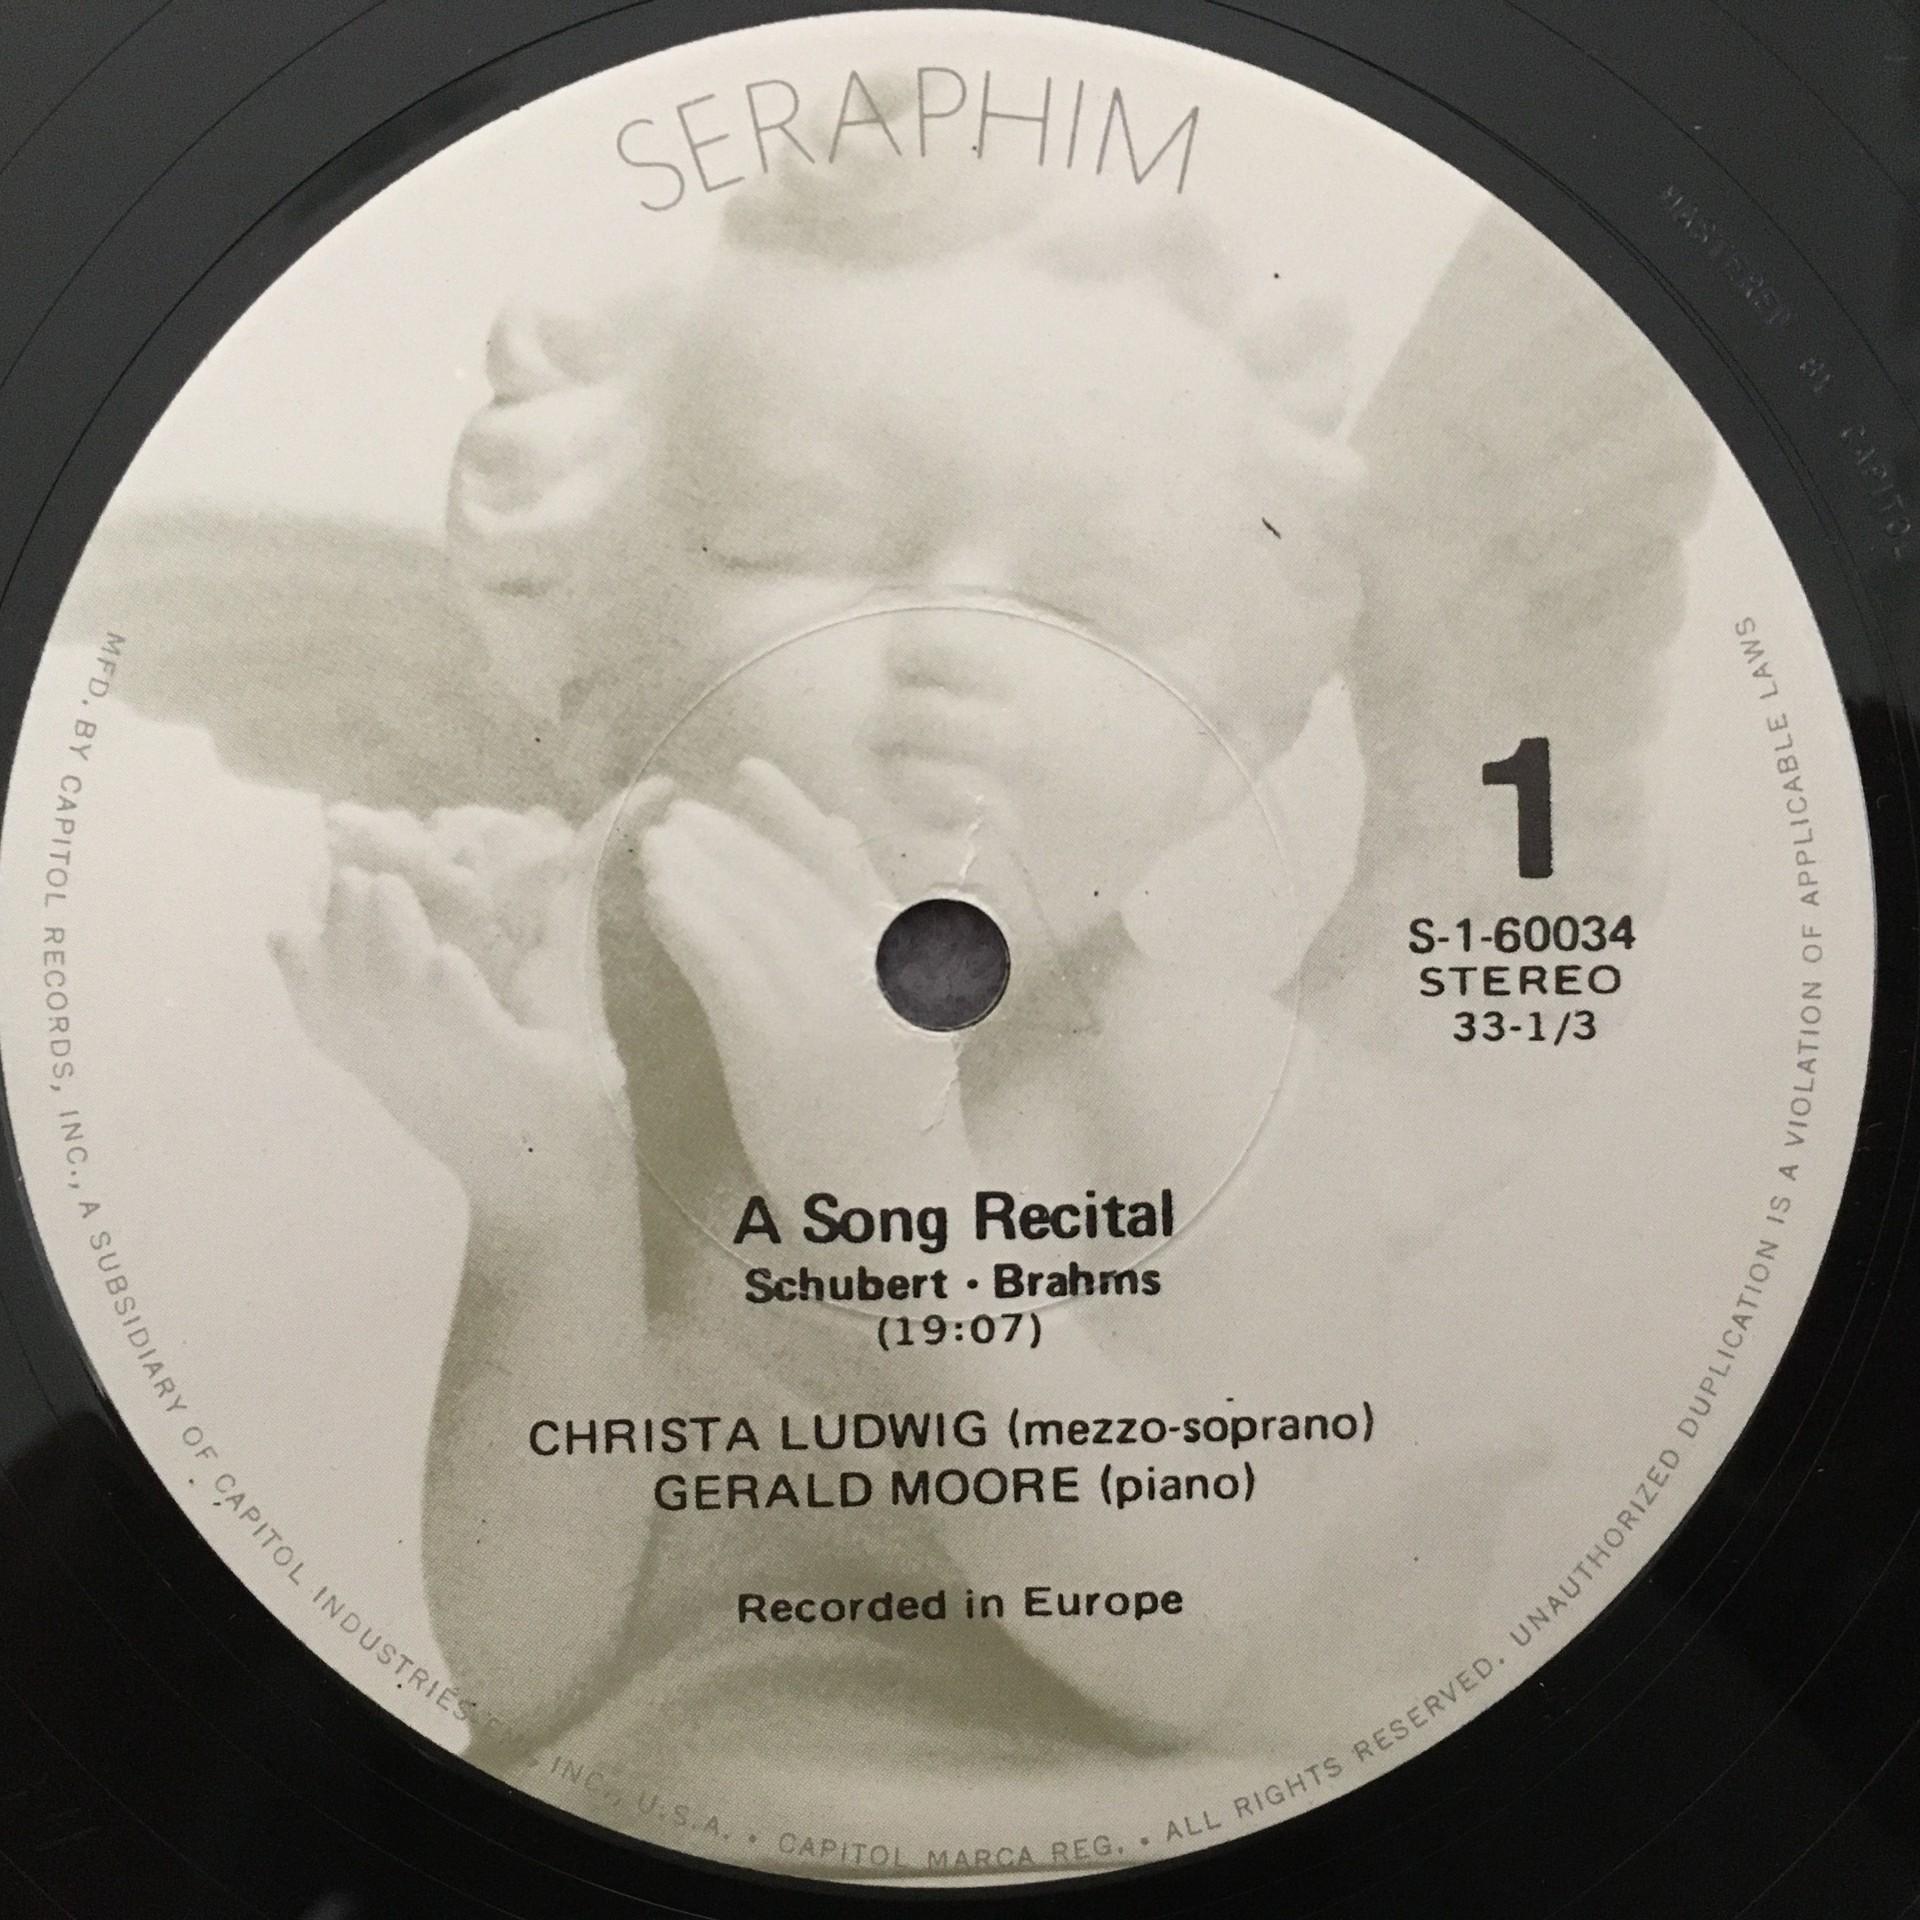 SERAPHIM
1
S-1-60034
STEREO
33-1/3
A Song Recital
Schubert · Brahms
(19:07)
CHRISTA LUDWIG (mezzo-soprano)
GERALD MOORE (piano)
Recorded in Europe
MFD. BY CAPITOL RECORDS, INC., A SUBSIDIARY OF CAPITOL INDUSTRIES-EMI, INC., U.S.A. • CAPITOL MARCA REG. • ALL RIGHTS RESERVED. UNAUTHORIZED DUPLICATION IS A VIOLATION OF APPLICABLE LAWS
CAPITOL